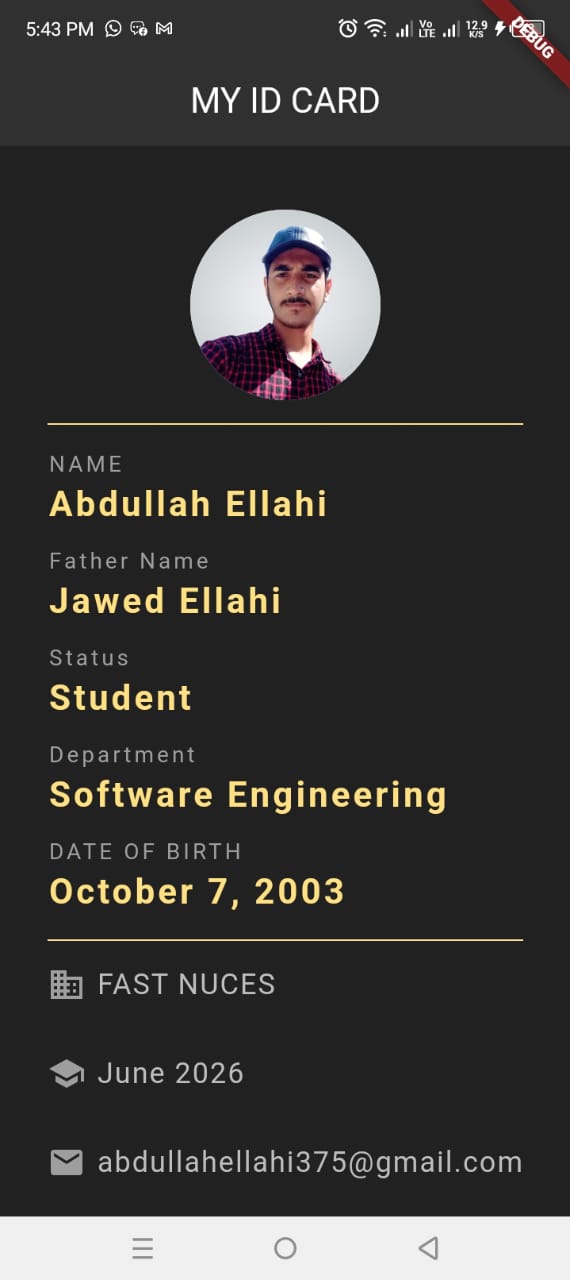 5:43 PM
Vo
LTE
12.9
K/S
DEBUG
MY ID CARD
NAME
Abdullah Ellahi
Father Name
Jawed Ellahi
Status
Student
Department
Software Engineering
DATE OF BIRTH
October 7, 2003
FAST NUCES
June 2026
abdullahellahi375@gmail.com